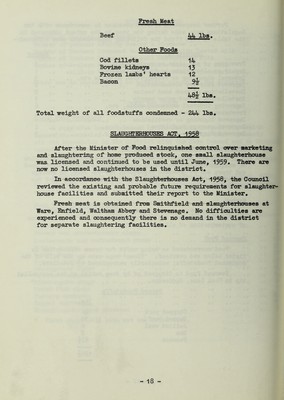 Fresh Meat
Beef 44 lbs.
Other Foods
Cod fillets 14
Bovine kidneys 13
Frozen lambs' hearts 12
Bacon 9½
48½ lbs.
Total weight of all foodstuffs condemned - 244 lbs.
SLAUGHTERHOUSES ACT, 1958
After the Minister of Food relinquished control over marketing
and slaughtering of home produced stock, one small slaughterhouse
was licensed and continued to be used until June, 1959. There are
now no licensed slaughterhouses in the district.
In accordance with the Slaughterhouses Act, 1958, the Council
reviewed the existing and probable future requirements for slaughter-
house facilities and submitted their report to the Minister.
Fresh meat is obtained from Smithfield and slaughterhouses at
Ware, Enfield, Waltham Abbey and Stevenage. No difficulties are
experienced and consequently there is no demand in the district
for separate slaughtering facilities.
- 18 -